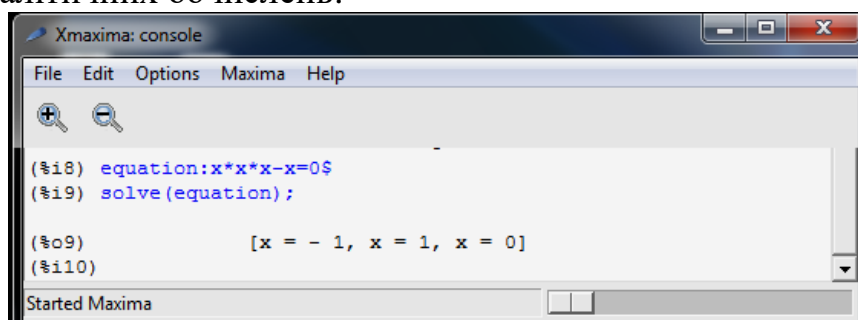 Xmaxima: console
File Edit Options Maxima Help
(%i8) equation:x*x*x-x=0$
(%i9) solve(equation);
(%o9) [x = - 1, x = 1, x = 0]
(%i10)
Started Maxima